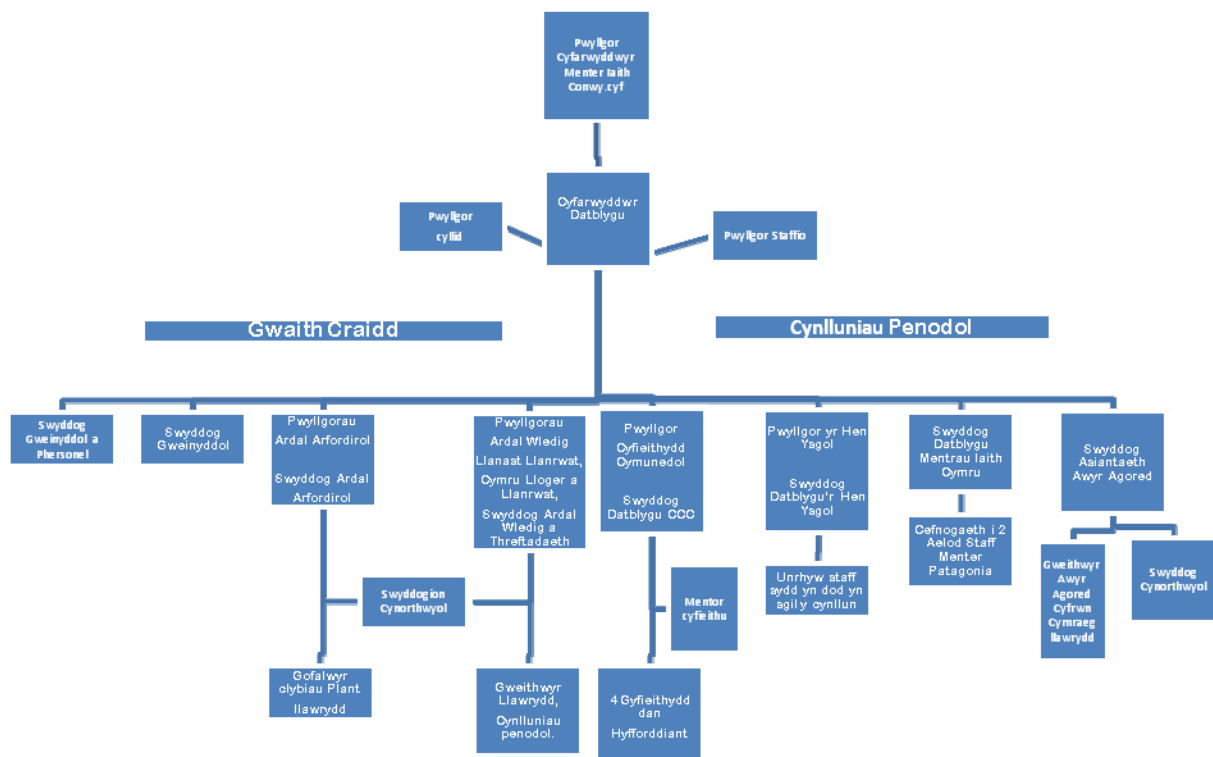 Pwyllgor
Cyfarwyddwyr
Menter Iaith
Conwy.cyf
Cyfarwyddwr
Datblygu
Pwyllgor
cyllid
Pwyllgor Staffio
Gwaith Craidd
Cynlluniau Penodol
Swyddog
Gweinyddol a
Phersonel
Swyddog
Gweinyddol
Pwyllgorau
Ardal Arfordirol
Swyddog Ardal
Arfordirol
Pwyllgorau
Ardal Wledig
Llanast Llanrwst,
Cymru Lloger a
Llanrwat,
Swyddog Ardal
Wledig a
Threftadaeth
Pwyllgor
Cyfieithydd
Cymunedol
Swyddog
Datblygu CCC
Pwyllgor yr Hen
Ysgol
Swyddog
Datblygu'r Hen
Ysgol
Swyddog
Datblygu
Mentrau Iaith
Cymru
Swyddog
Asiantaeth
Awyr Agored
Swyddogion
Cynorthwyol
Mentor
cyfieithu
Unrhyw staff
sydd yn dod yn
sgil y cynllun
Cefnogaeth i 2
Aelod Staff
Menter
Patagonia
Gweithwyr
Awyr
Agored
Cyfrwn
Cymraeg
llawrydd
Swyddog
Cynorthwyol
Gofalwyr
clybiau Plant
llawrydd
Gweithwyr
Llawrydd,
Cynlluniau
penodol.
4 Gyfieithydd
dan
Hyfforddiant